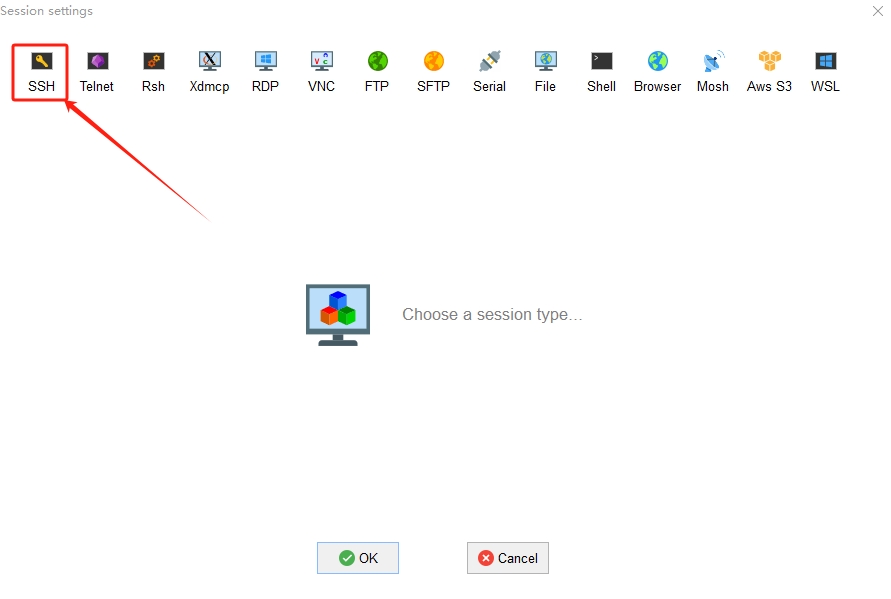 Session settings
SSH Telnet Rsh Xdmcp RDP VNC FTP SFTP Serial File Shell Browser Mosh Aws S3 WSL
Choose a session type...
OK Cancel